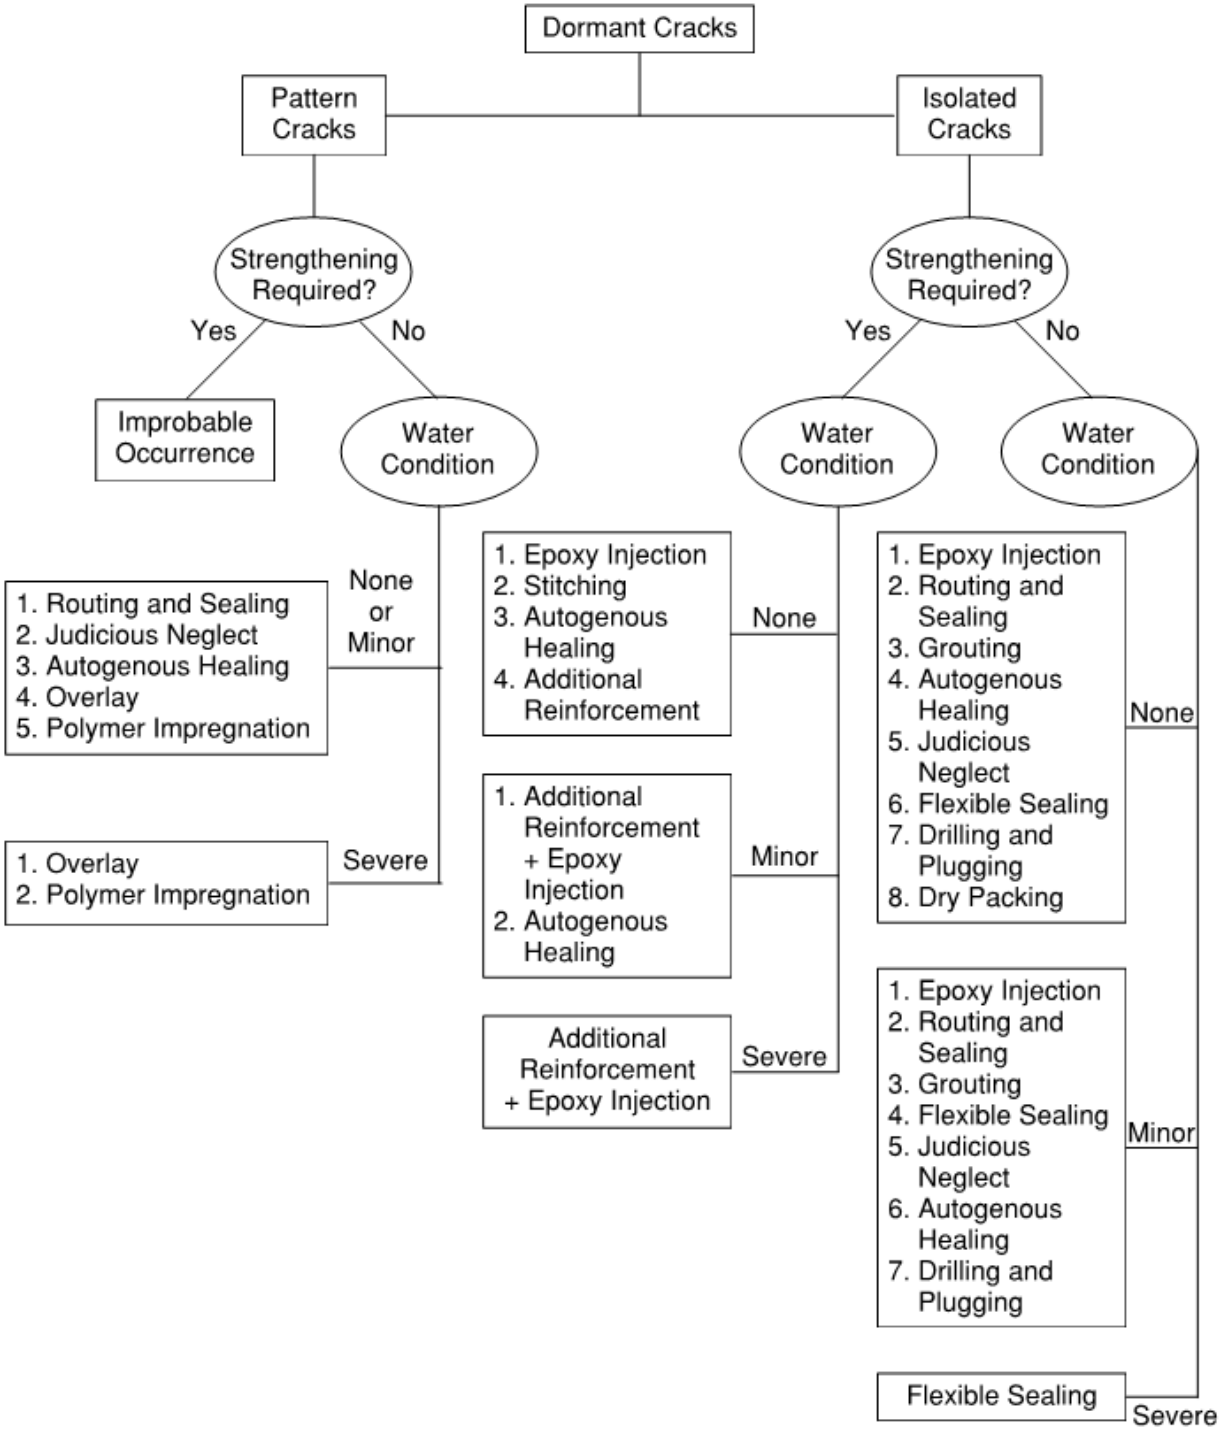 Dormant Cracks
Pattern
Cracks
Isolated
Cracks
Strengthening
Required?
Strengthening
Required?
Yes
No
Yes
No
Improbable
Occurrence
Water
Condition
Water
Condition
Water
Condition
None
or
Minor
1. Routing and Sealing
2. Judicious Neglect
3. Autogenous Healing
4. Overlay
5. Polymer Impregnation
Severe
1. Overlay
2. Polymer Impregnation
1. Epoxy Injection
2. Stitching
3. Autogenous
Healing
4. Additional
Reinforcement
None
1. Additional
Reinforcement
+ Epoxy
Injection
2. Autogenous
Healing
Minor
Additional
Reinforcement
+ Epoxy Injection
Severe
1. Epoxy Injection
2. Routing and
Sealing
3. Grouting
4. Autogenous
Healing
5. Judicious
Neglect
6. Flexible Sealing
7. Drilling and
Plugging
8. Dry Packing
None
1. Epoxy Injection
2. Routing and
Sealing
3. Grouting
4. Flexible Sealing
5. Judicious
Neglect
6. Autogenous
Healing
7. Drilling and
Plugging
Minor
Flexible Sealing
Severe